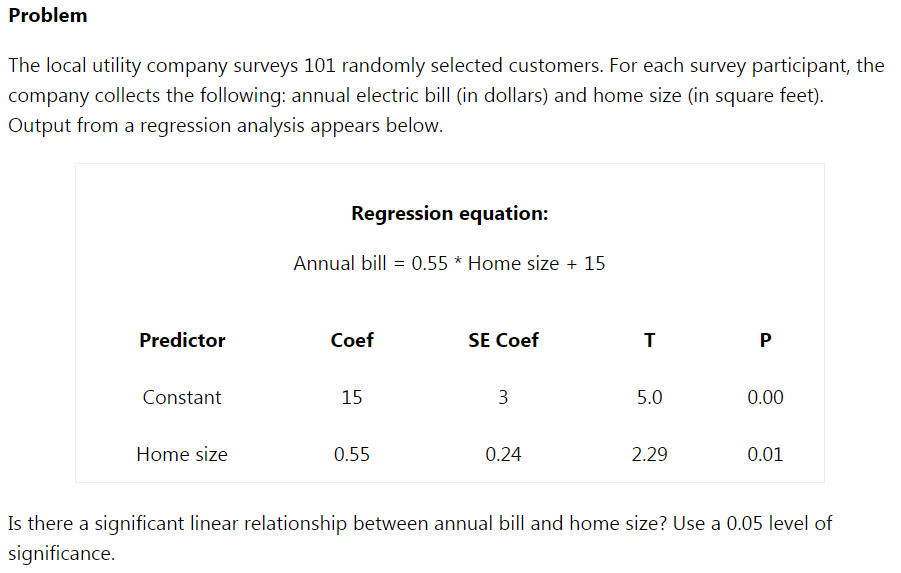 Problem
The local utility company surveys 101 randomly selected customers. For each survey participant, the
company collects the following: annual electric bill (in dollars) and home size (in square feet).
Output from a regression analysis appears below.
Regression equation:
Annual bill = 0.55 * Home size + 15
Predictor Coef SE Coef T P
Constant 15 3 5.0 0.00
Home size 0.55 0.24 2.29 0.01
Is there a significant linear relationship between annual bill and home size? Use a 0.05 level of
significance.